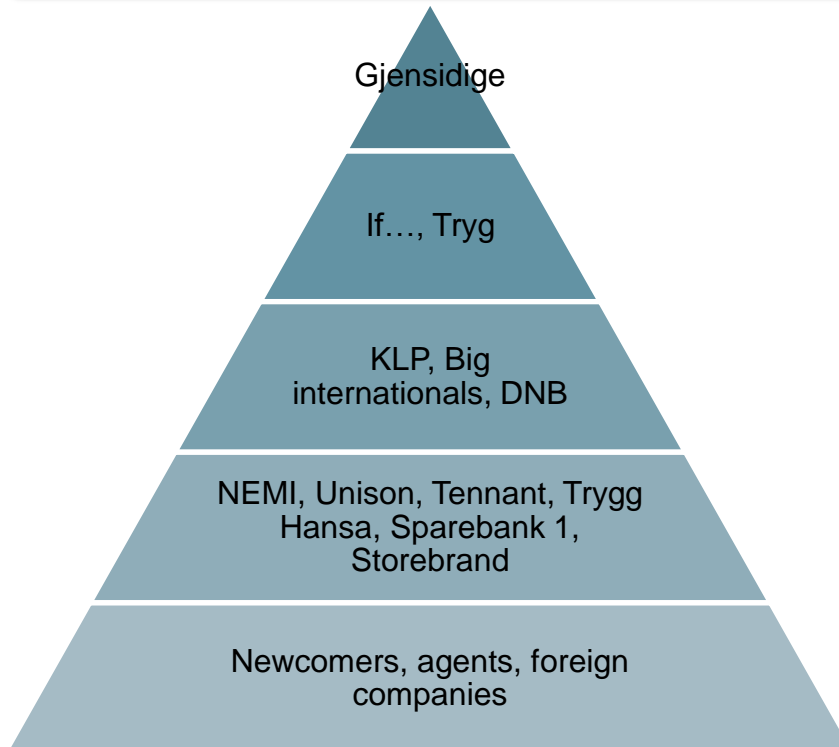 Gjensidige
If…, Tryg
KLP, Big
internationals, DNB
NEMI, Unison, Tennant, Trygg
Hansa, Sparebank 1,
Storebrand
Newcomers, agents, foreign
companies